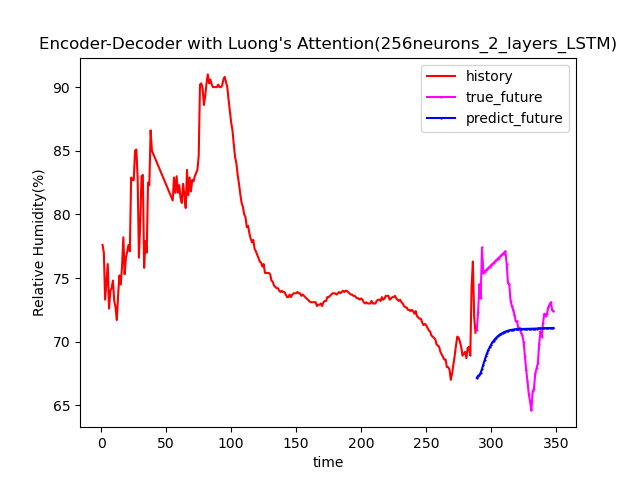 Encoder-Decoder with Luong's Attention(256neurons_2_layers_LSTM)
history
true_future
predict_future
Relative Humidity(%)
90
85
80
75
70
65
0 50 100 150 200 250 300 350
time